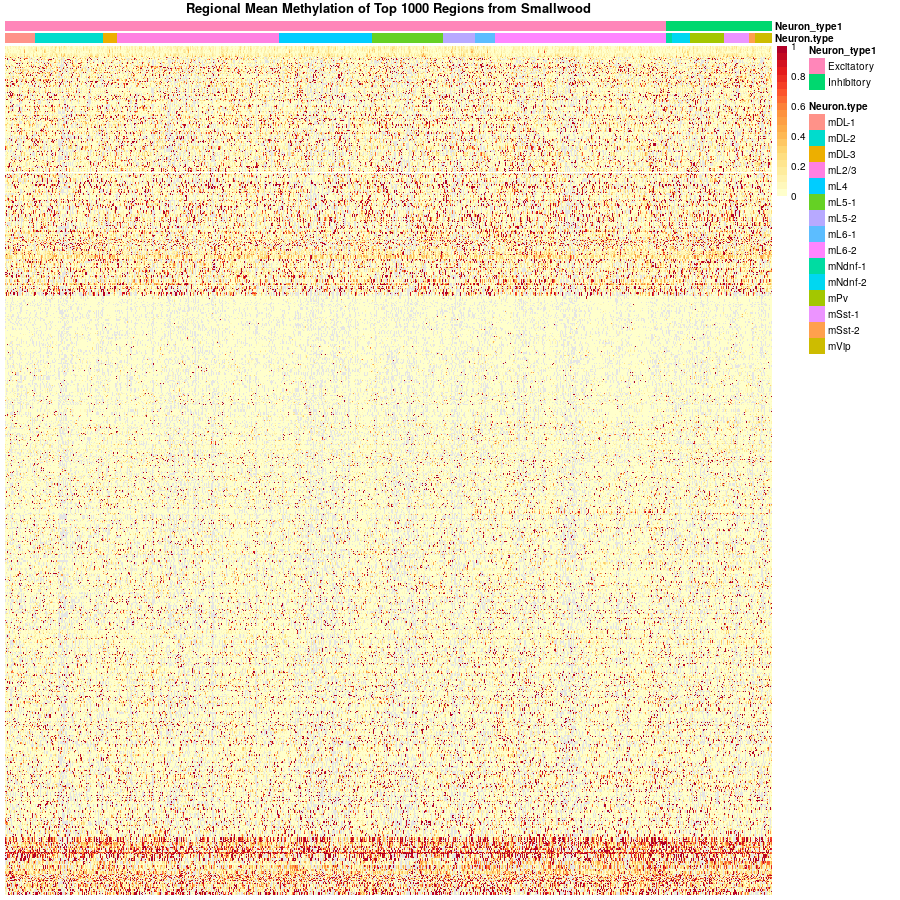 Regional Mean Methylation of Top 1000 Regions from Smallwood
Neuron_type1
Neuron.type
1
0.8
0.6
0.4
0.2
0
Neuron_type1
Excitatory
Inhibitory
Neuron.type
mDL-1
mDL-2
mDL-3
mL2/3
mL4
mL5-1
mL5-2
mL6-1
mL6-2
mNdnf-1
mNdnf-2
mPv
mSst-1
mSst-2
mVip